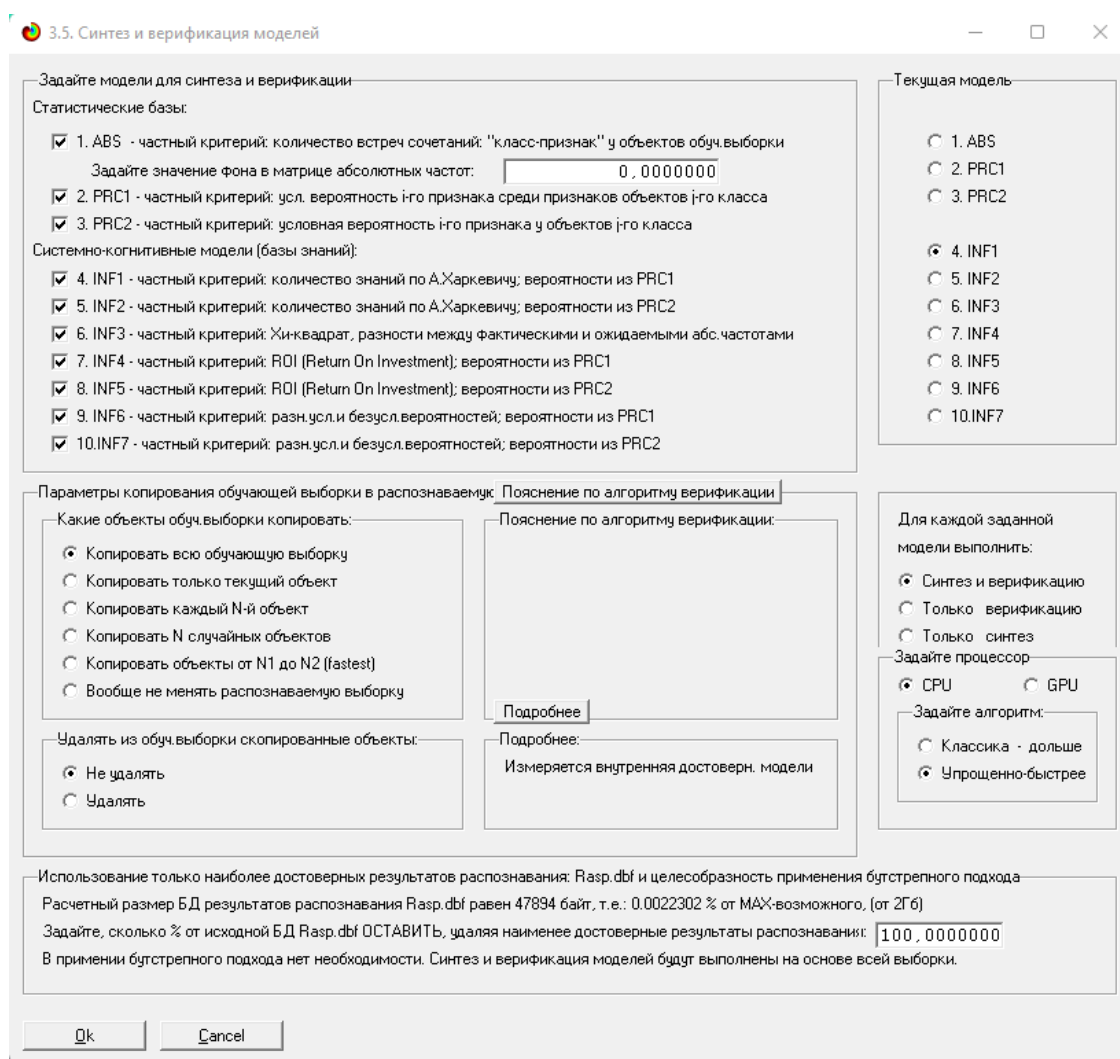 3.5. Синтез и верификация моделей
Задайте модели для синтеза и верификации
Статистические базы:
1. ABS - частный критерий: количество встреч сочетаний: "класс-признак" у объектов обуч.выборки
Задайте значение фона в матрице абсолютных частот: 0,0000000
2. PRC1 - частный критерий: усл. вероятность i-го признака среди признаков объектов j-го класса
3. PRC2 - частный критерий: условная вероятность i-го признака у объектов j-го класса
Системно-когнитивные модели (базы знаний):
4. INF1 - частный критерий: количество знаний по А.Харкевичу; вероятности из PRC1
5. INF2 - частный критерий: количество знаний по А.Харкевичу; вероятности из PRC2
6. INF3 - частный критерий: Хи-квадрат, разности между фактическими и ожидаемыми абс.частотами
7. INF4 - частный критерий: ROI (Return On Investment); вероятности из PRC1
8. INF5 - частный критерий: ROI (Return On Investment); вероятности из PRC2
9. INF6 - частный критерий: разн.усл.и безусл.вероятностей; вероятности из PRC1
10.INF7 - частный критерий: разн.усл.и безусл.вероятностей; вероятности из PRC2
Текущая модель
1. ABS
2. PRC1
3. PRC2
4. INF1
5. INF2
6. INF3
7. INF4
8. INF5
9. INF6
10.INF7
Параметры копирования обучающей выборки в распознаваемую
Пояснение по алгоритму верификации
Какие объекты обуч.выборки копировать:
Копировать всю обучающую выборку
Копировать только текущий объект
Копировать каждый N-й объект
Копировать N случайных объектов
Копировать объекты от N1 до N2 (fastest)
Вообще не менять распознаваемую выборку
Пояснение по алгоритму верификации:
Подробнее
Удалять из обуч.выборки скопированные объекты:
Не удалять
Удалять
Подробнее:
Измеряется внутренняя достоверн. модели
Для каждой заданной
модели выполнить:
Синтез и верификацию
Только верификацию
Только синтез
Задайте процессор
CPU GPU
Задайте алгоритм:
Классика - дольше
Упрощенно-быстрее
Использование только наиболее достоверных результатов распознавания: Rasp.dbf и целесобразность применения бутстрепного подхода
Расчетный размер БД результатов распознавания Rasp.dbf равен 47894 байт, т.е.: 0.0022302 % от MAX-возможного, (от 2Гб)
Задайте, сколько % от исходной БД Rasp.dbf ОСТАВИТЬ, удаляя наименее достоверные результаты распознавания: 100,0000000
В примении бутстрепного подхода нет необходимости. Синтез и верификация моделей будут выполнены на основе всей выборки.
Ok Cancel